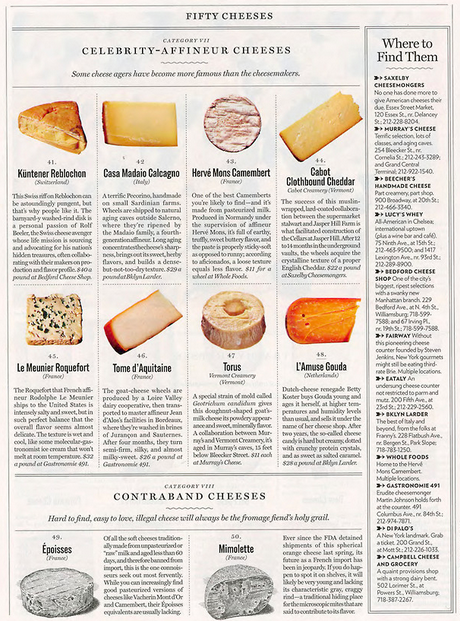 FIFTY CHEESES
CATEGORY VII
CELEBRITY-AFFINEUR CHEESES
Some cheese agers have become more famous than the cheesemakers.
41.
Küntener Reblochon
(Switzerland)
This Swiss riff on Reblochon can
be astoundingly pungent, but
that's why people like it. The
barnyard-y washed-rind disk is
a personal passion of Rolf
Beeler, the Swiss cheese avenger
whose life mission is sourcing
and advocating for his nation's
hidden treasures, often collabo-
rating with their makers on pro-
duction and flavor profile. $40 a
pound at Bedford Cheese Shop.
42
Casa Madaio Calcagno
(Italy)
A terrific Pecorino, handmade
on small Sardinian farms.
Wheels are shipped to natural
aging caves outside Salerno,
where they're ripened by the
Madaio family, a fourth-
generation affineur. Long aging
concentrates the cheese's sharp-
ness, brings out its sweet, herby
flavors, and builds a dense-
but-not-too-dry texture. $29 a
pound at Bklyn Larder.
43.
Hervé Mons Camembert
(France)
One of the best Camemberts
you're likely to find—and it's
made from pasteurized milk.
Produced in Normandy under
the supervision of affineur
Hervé Mons, it's full of earthy,
truffly, sweet buttery flavor, and
the paste is properly sticky-soft
as opposed to runny; according
to aficionados, a loose texture
equals less flavor. $11 for a
wheel at Whole Foods.
44.
Cabot
Clothbound Cheddar
Cabot Creamery (Vermont)
The success of this muslin-
wrapped, lard-coated collabora-
tion between the supermarket
stalwart and Jasper Hill Farm is
what facilitated construction of
the Cellars at Jasper Hill. After 12
to 14 months in the underground
vaults, the wheels acquire the
crystallite texture of a proper
English Cheddar. $22 a pound
at Saxelby Cheesemongers.
45.
Le Meunier Roquefort
(France)
The Roquefort that French affi-
neur Rodolphe Le Meunier
ships to the United States is
intensely salty and sweet, but in
such perfect balance that the
overall flavor seems almost
delicate. The texture is wet and
cool, like some molecular-gas-
tronomist ice cream that won't
melt at room temperature. $32
a pound at Gastronomie 491.
46.
Tome d'Aquitaine
(France)
The goat-cheese wheels are
produced by a Loire Valley
dairy cooperative, then trans-
ported to master affineur Jean
d'Alos's facilities in Bordeaux,
where they're washed in brines
of Jurançon and Sauternes.
After four months, they turn
semi-firm, silky, and almost
milky-sweet. $26 a pound at
Gastronomie 491.
47
Torus
Vermont Creamery
(Vermont)
A special strain of mold called
Geotrichum candidum gives
this doughnut-shaped goat's-
milk cheese its powdery appear-
ance and sweet, minerally flavor.
A collaboration between Mur-
ray's and Vermont Creamery, it's
aged in Murray's caves, 15 feet
below Bleecker Street. $11 each
at Murray's Cheese.
48.
L'Amuse Gouda
(Netherlands)
Dutch-cheese renegade Betty
Koster buys Gouda young and
ages it herself, at higher tem-
peratures and humidity levels
than usual, and sells it under the
name of her cheese shop. After
two years, the so-called cheese
candy is hard but creamy; dotted
with crunchy protein crystals,
and as sweet as salted caramel.
$28 a pound at Bklyn Larder.
CATEGORY VIII
CONTRABAND CHEESES
Hard to find, easy to love, illegal cheese will always be the fromage fiend's holy grail.
49.
Époisses
(France)
Of all the soft cheeses tradition-
ally made from unpasteurized or
"raw" milk and aged less than 60
days, and therefore banned from
import, this is the one connois-
seurs seek out most fervently.
While you can increasingly find
good pasteurized versions of
cheeses like Vacherin Mont d'Or
and Camembert, their Époisses
equivalents are usually lacking.
50.
Mimolette
(France)
Ever since the FDA detained
shipments of this spherical
orange cheese last spring, its
future as a French import has
been in jeopardy. If you do hap-
pen to spot it on shelves, it will
likely be very young and lacking
its characteristic gray, craggy
rind—a traditional hiding place
for the microscopic mites that are
said to contribute to its flavor.
Where to
Find Them
SAXELBY
CHEESEMONGERS
No one has done more to
give American cheeses their
due. Essex Street Market,
120 Essex St., nr. Delancey
St.; 212-228-8204.
MURRAY'S CHEESE
Terrific selection, lots of
classes, and aging caves.
254 Bleecker St., nr.
Cornelia St.; 212-243-3289;
and Grand Central
Terminal; 212-922-1540.
BEECHER'S
HANDMADE CHEESE
Part creamery, part shop.
900 Broadway, at 20th St.;
212-466-3340.
LUCY'S WHEY
All-American in Chelsea;
international uptown
(plus a wine bar and café).
75 Ninth Ave., at 15th St.;
212-463-9500; and 1417
Lexington Ave., nr. 93rd St.;
212-289-8900.
BEDFORD CHEESE
SHOP One of the city's
biggest, ripest selections
with a swanky new
Manhattan branch. 229
Bedford Ave., at N. 4th St.,
Williamsburg; 718-599-
7588; and 67 Irving Pl.,
nr. 19th St.; 718-599-7588.
FAIRWAY Without
this pioneering cheese
counter founded by Steven
Jenkins, New York gourmets
might still be eating third-
rate Brie. Multiple locations.
EATALY An
undersung cheese counter
not restricted to parm and
mutz. 200 Fifth Ave., at
23rd St.; 212-229-2560.
BKLYN LARDER
The best of Italy and
beyond, from the folks at
Franny's. 228 Flatbush Ave.,
nr. Bergen St., Park Slope;
718-783-1250.
WHOLE FOODS
Home to the Hervé
Mons Camembert.
Multiple locations.
GASTRONOMIE 491
Erudite cheesemonger
Martin Johnson holds forth
at the counter. 491
Columbus Ave., nr. 84th St.;
212-974-7871.
DI PALO'S
A New York landmark. Grab
a ticket. 200 Grand St.,
at Mott St.; 212-226-1033.
CAMPBELL CHEESE
AND GROCERY
A quaint provisions shop
with a strong dairy bent.
502 Lorimer St., at
Powers St., Williamsburg;
718-387-2267.